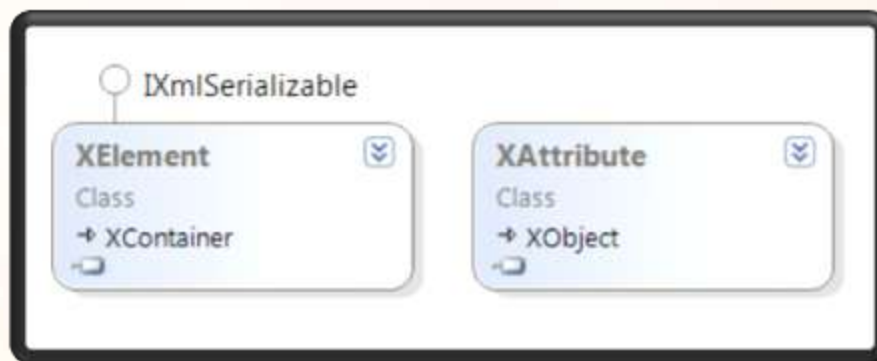 IXmlSerializable
XElement
Class
XContainer
XAttribute
Class
XObject